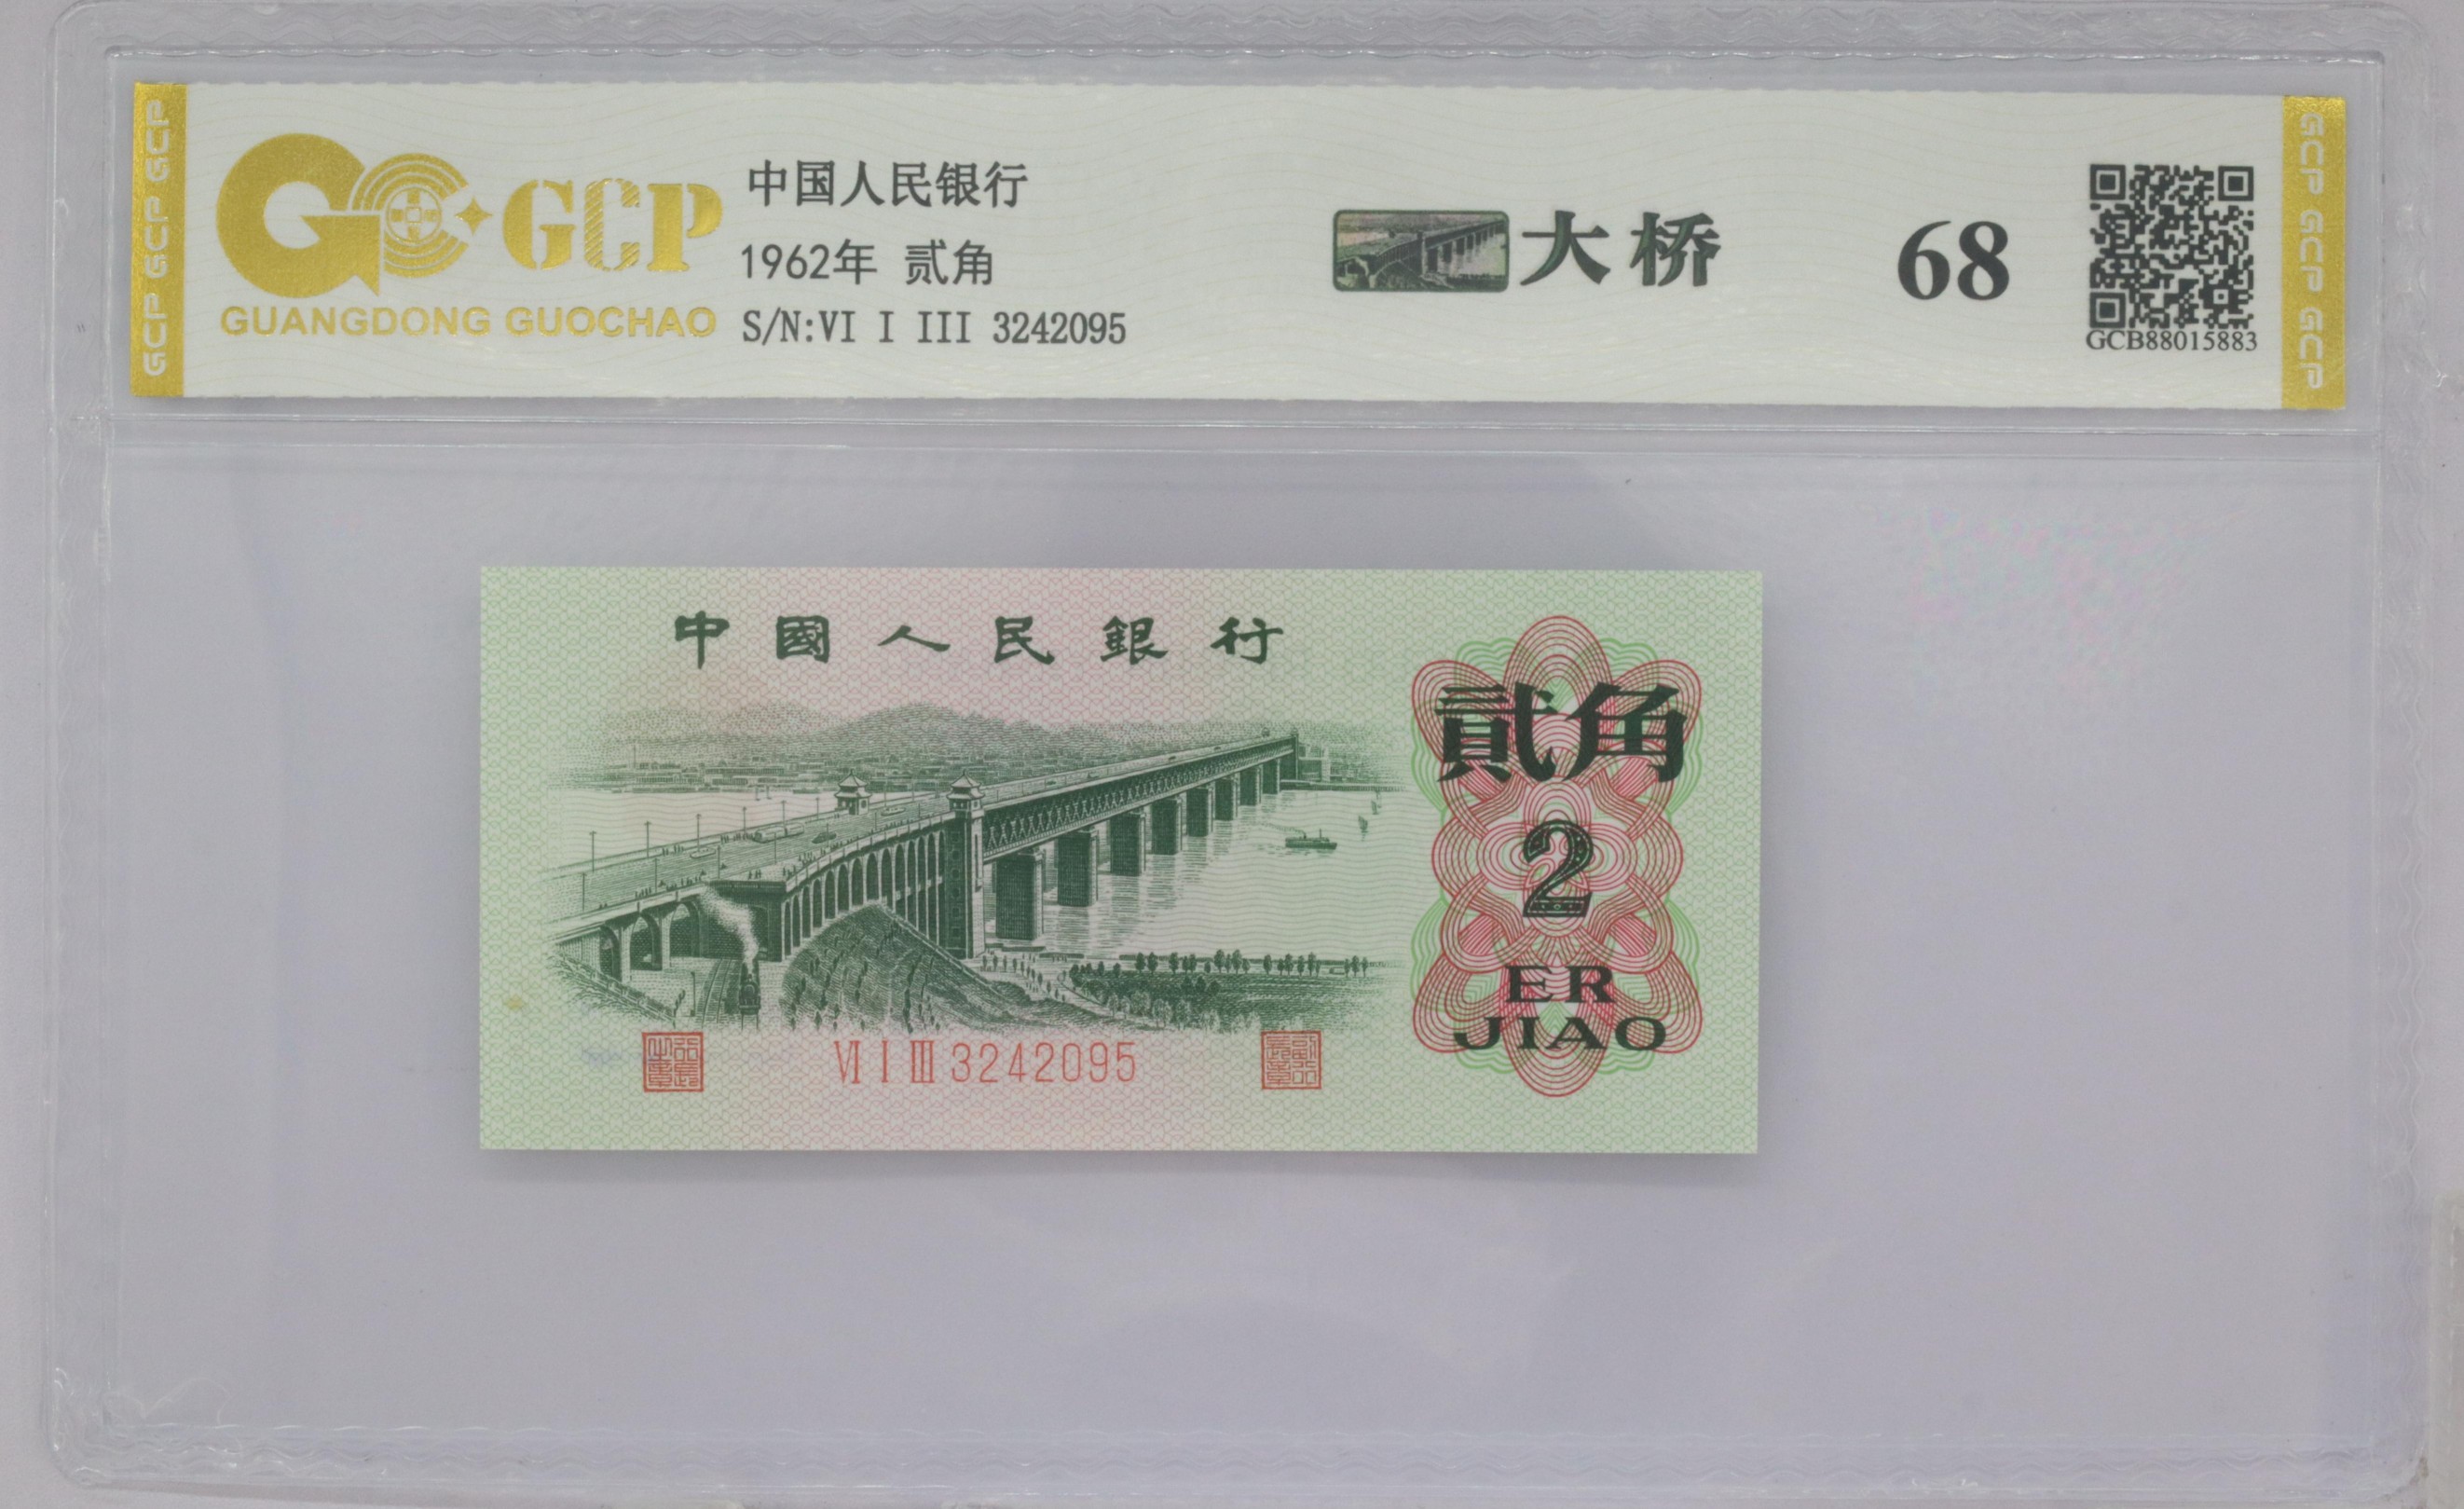 GCP GCP GCP
GCP
GUANGDONG GUOCHAO
中国人民银行
1962年 贰角
S/N:VI I III 3242095
大桥
68
GCB88015883
GCP GCP GCP
中國人民銀行
貳角
2
ER
JIAO
VI I III 3242095